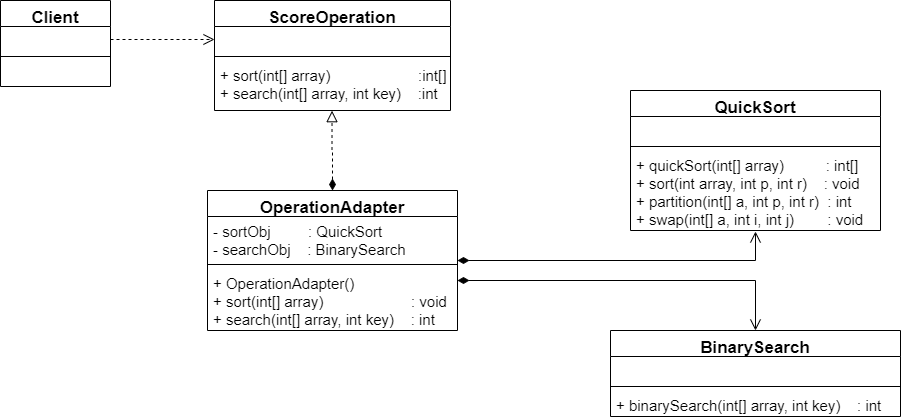 Client
ScoreOperation
+ sort(int[] array) :int[]
+ search(int[] array, int key) :int
QuickSort
+ quickSort(int[] array) : int[]
+ sort(int array, int p, int r) : void
+ partition(int[] a, int p, int r) : int
+ swap(int[] a, int i, int j) : void
OperationAdapter
- sortObj : QuickSort
- searchObj : BinarySearch
+ OperationAdapter()
+ sort(int[] array) : void
+ search(int[] array, int key) : int
BinarySearch
+ binarySearch(int[] array, int key) : int